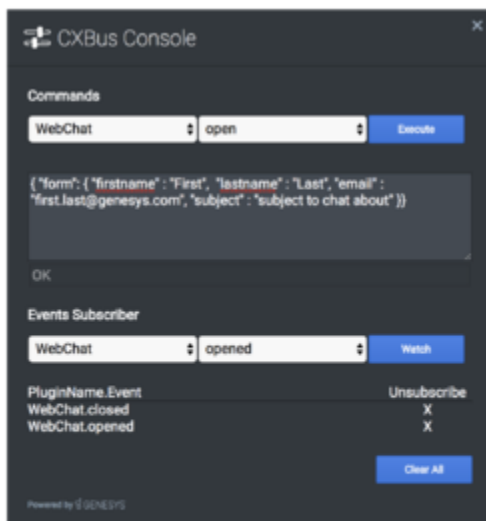 CXBus Console
Commands
WebChat open Execute
{ "form": { "firstname" : "First", "lastname" : "Last", "email" :
"first.last@genesys.com", "subject" : "subject to chat about" }}
OK
Events Subscriber
WebChat opened Watch
PluginName.Event Unsubscribe
WebChat.closed X
WebChat.opened X
Clear All
Powered by GENESYS